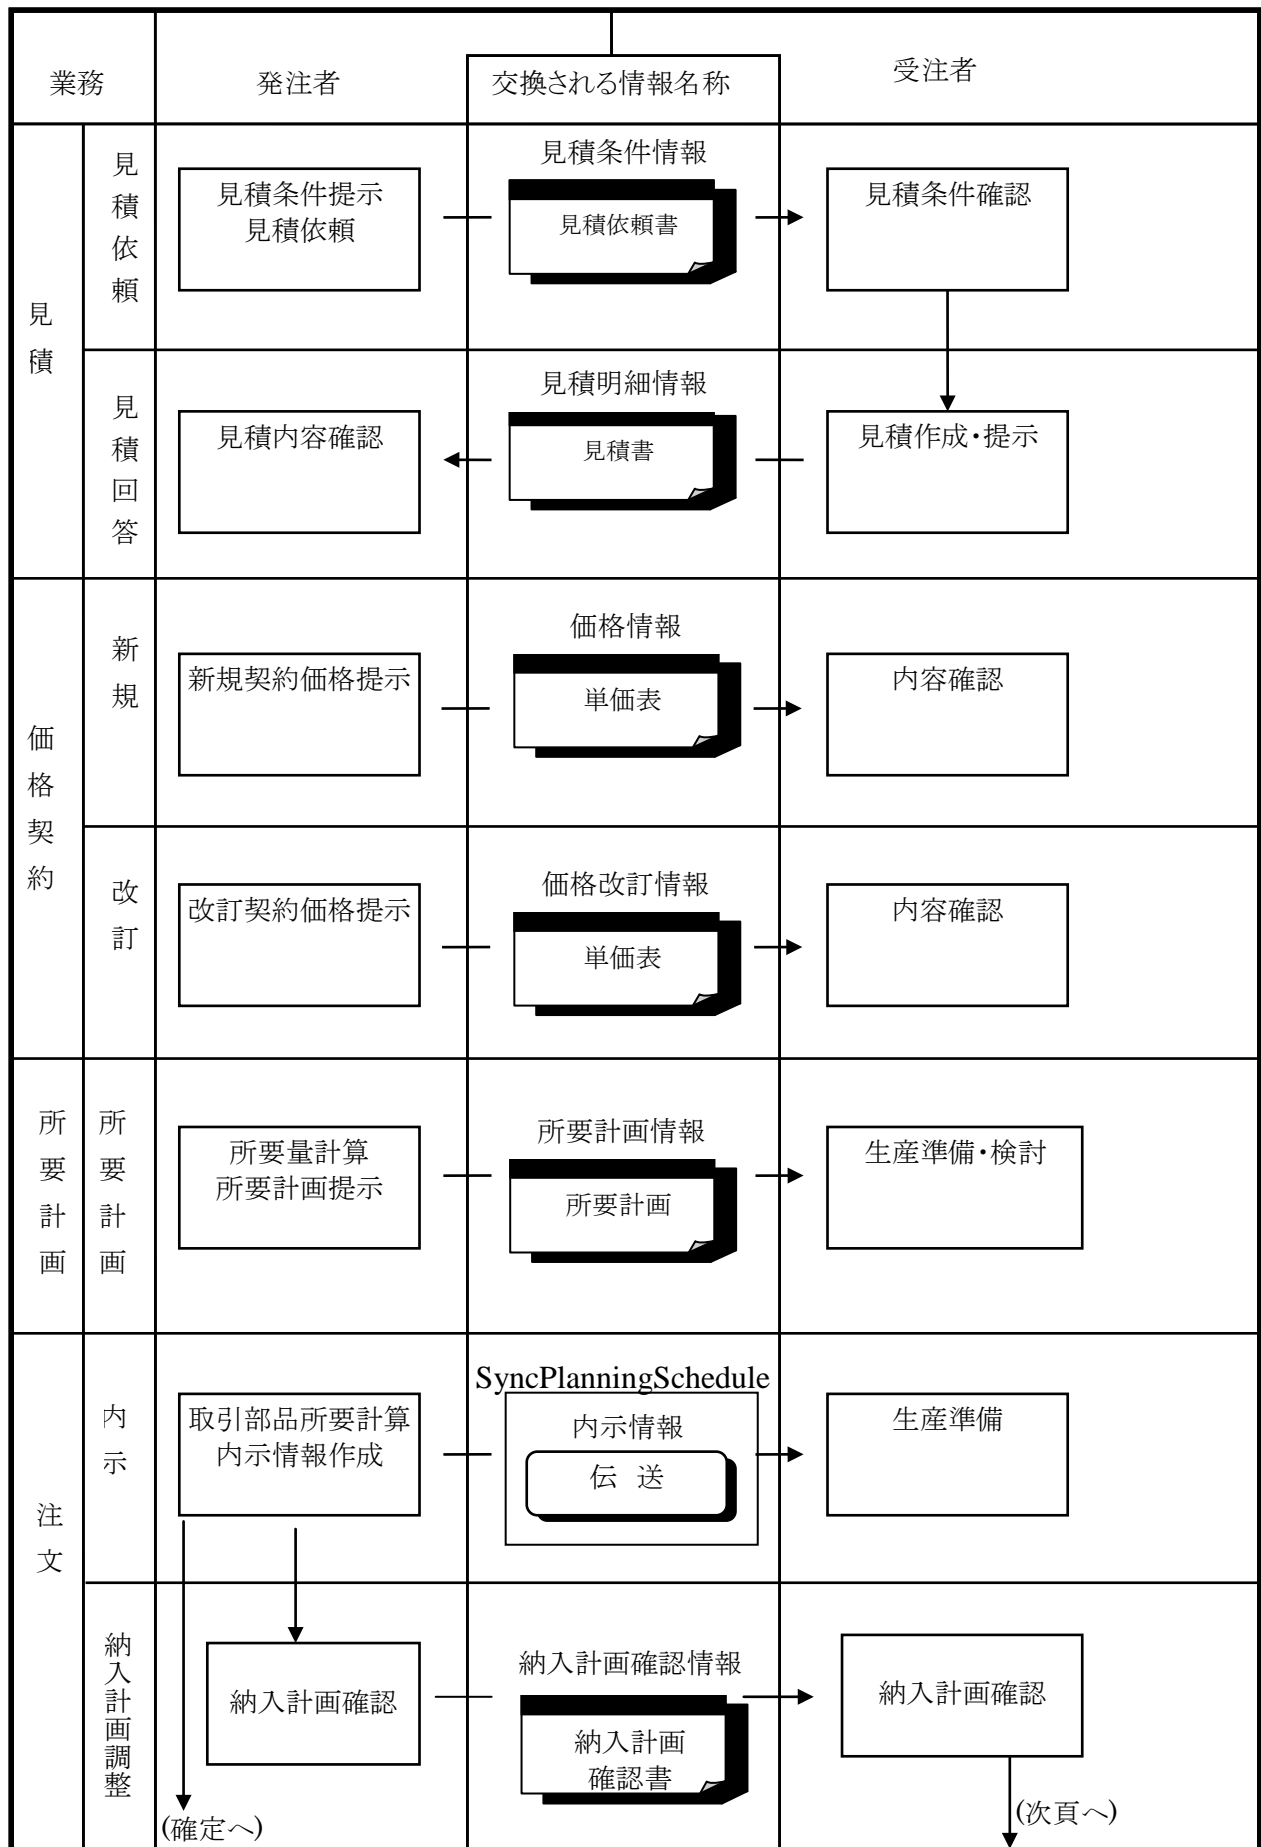 業務
発注者
交換される情報名称
受注者
見積
見積依頼
見積条件提示
見積依頼
見積条件情報
見積依頼書
見積条件確認
見積回答
見積内容確認
見積明細情報
見積書
見積作成・提示
価格契約
新規
新規契約価格提示
価格情報
単価表
内容確認
改訂
改訂契約価格提示
価格改訂情報
単価表
内容確認
所要計画
所要計画
所要量計算
所要計画提示
所要計画情報
所要計画
生産準備・検討
注文
内示
取引部品所要計算
内示情報作成
SyncPlanningSchedule
内示情報
伝 送
生産準備
納入計画調整
納入計画確認
納入計画確認情報
納入計画
確認書
納入計画確認
(確定へ)
(次頁へ)